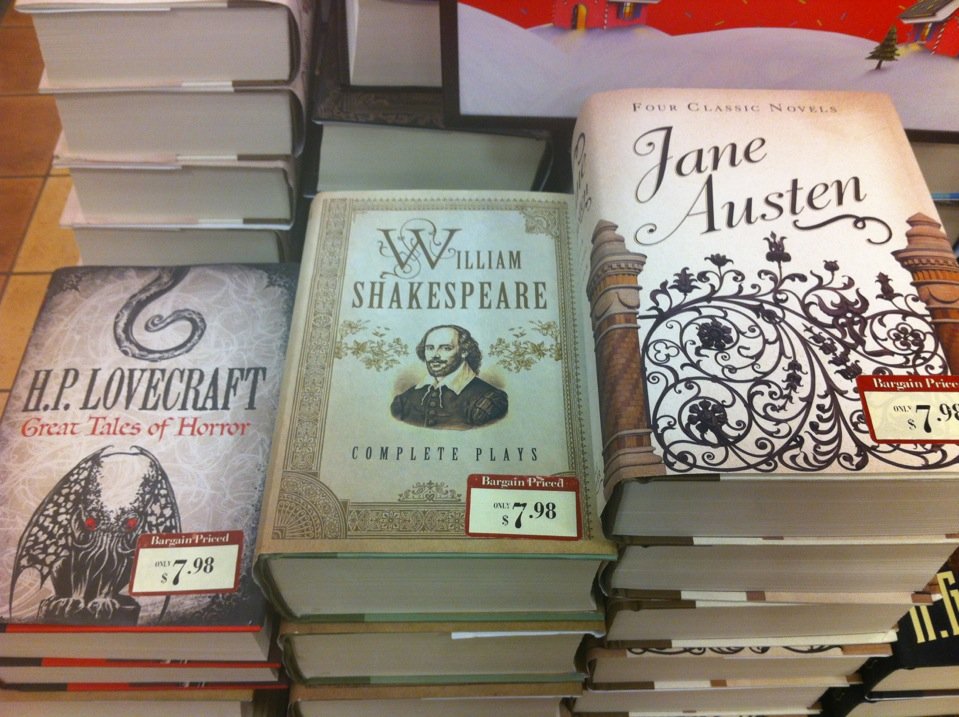 H.P. LOVECRAFT
Great Tales of Horror
Bargain Priced
ONLY
$7.98
WILLIAM
SHAKESPEARE
COMPLETE PLAYS
Bargain Priced
ONLY
$7.98
FOUR CLASSIC NOVELS
Jane
Austen
Bargain Priced
ONLY
$7.98